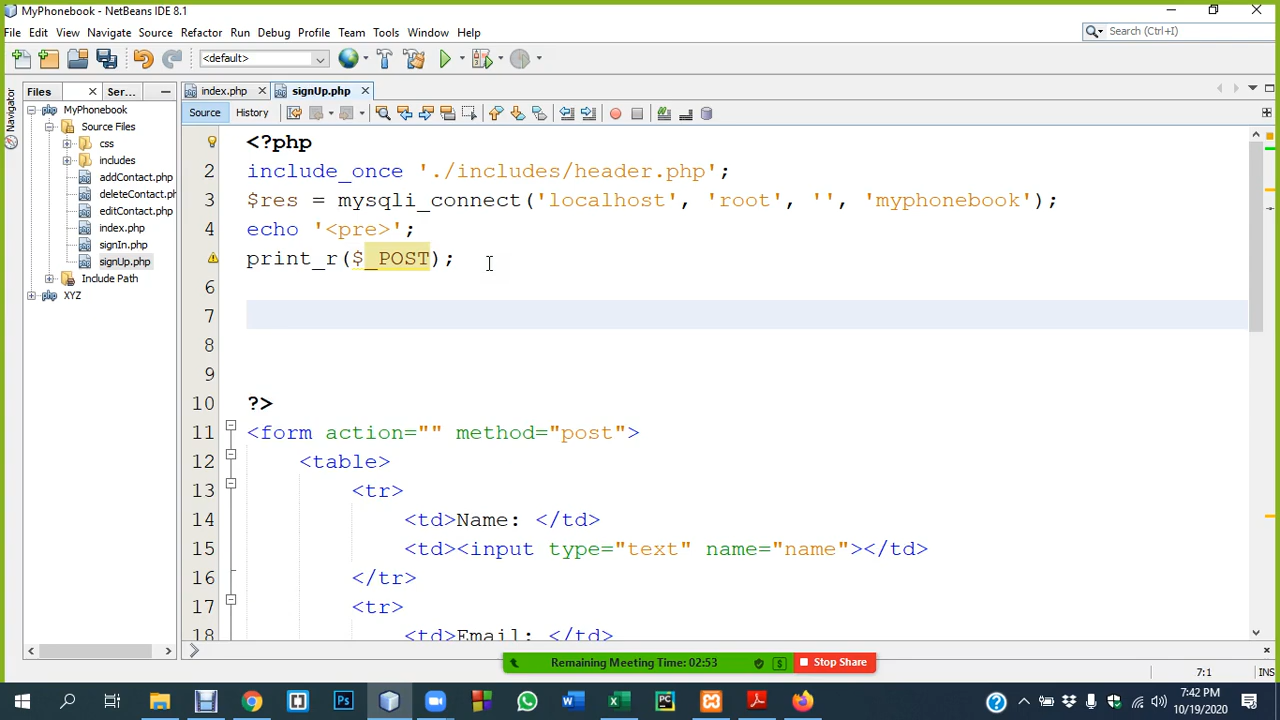 MyPhonebook - NetBeans IDE 8.1
File Edit View Navigate Source Refactor Run Debug Profile Team Tools Window Help
Search (Ctrl+I)
<default>
Files Ser...
index.php signUp.php
Navigator
Source History
MyPhonebook
Source Files
css
includes
addContact.php
deleteContact.ph
editContact.php
index.php
signIn.php
signUp.php
Include Path
XYZ
<?php
2 include_once './includes/header.php';
3 $res = mysqli_connect('localhost', 'root', '', 'myphonebook');
4 echo '<pre>';
print_r($_POST);
6
7
8
9
10 ?>
11 <form action="" method="post">
12 <table>
13 <tr>
14 <td>Name: </td>
15 <td><input type="text" name="name"></td>
16 </tr>
17 <tr>
18 <td>Email: </td>
Remaining Meeting Time: 02:53 Stop Share
7:1 INS
7:42 PM
10/19/2020